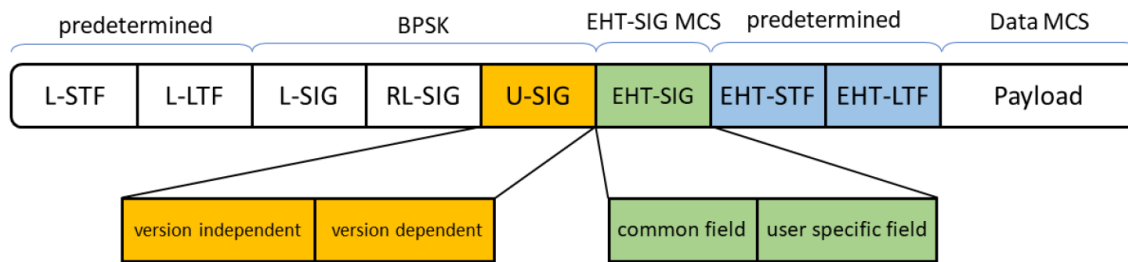 predetermined BPSK EHT-SIG MCS predetermined Data MCS
L-STF L-LTF L-SIG RL-SIG U-SIG EHT-SIG EHT-STF EHT-LTF Payload
version independent version dependent common field user specific field